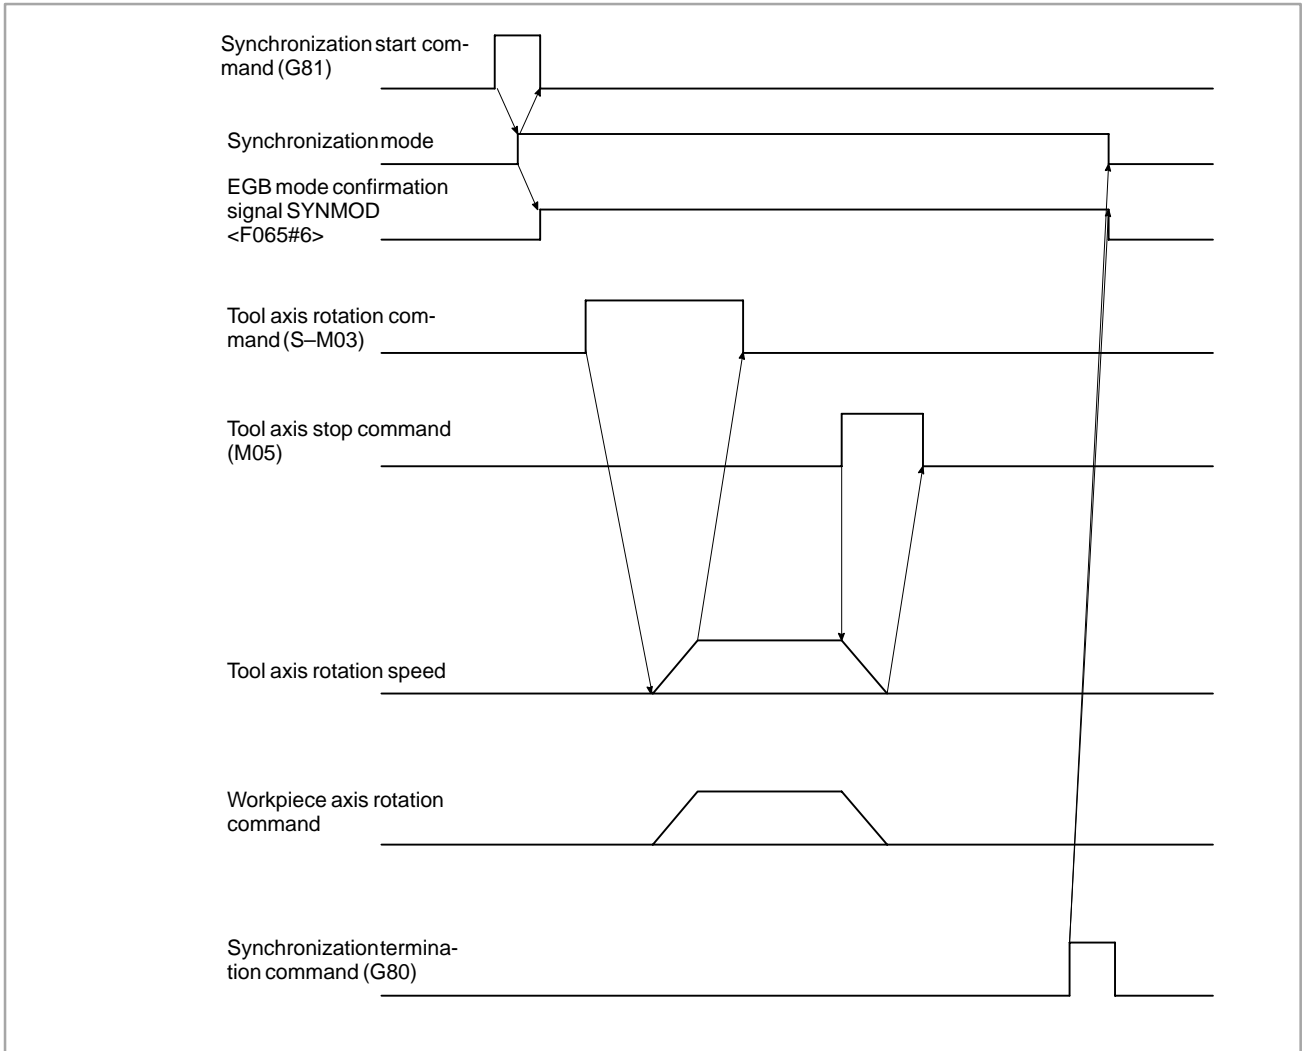 Synchronization start com-
mand (G81)
Synchronization mode
EGB mode confirmation
signal SYNMOD
<F065#6>
Tool axis rotation com-
mand (S–M03)
Tool axis stop command
(M05)
Tool axis rotation speed
Workpiece axis rotation
command
Synchronization termina-
tion command (G80)